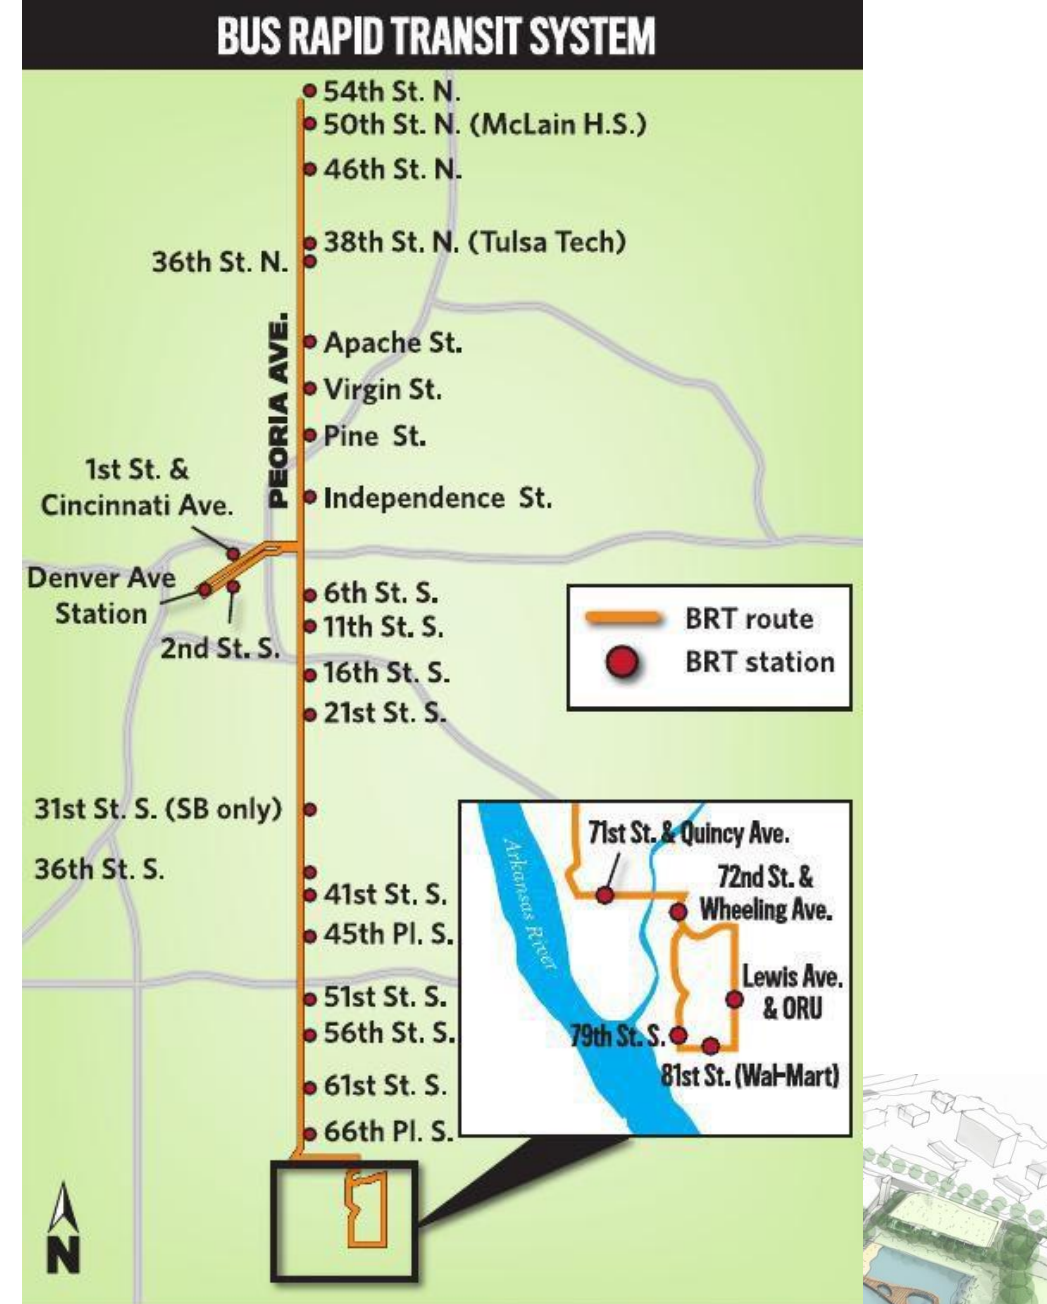 BUS RAPID TRANSIT SYSTEM
54th St. N.
50th St. N. (McLain H.S.)
46th St. N.
38th St. N. (Tulsa Tech)
36th St. N.
PEORIA AVE.
Apache St.
Virgin St.
Pine St.
1st St. &
Cincinnati Ave.
Independence St.
Denver Ave
Station
2nd St. S.
6th St. S.
11th St. S.
16th St. S.
21st St. S.
BRT route
BRT station
31st St. S. (SB only)
36th St. S.
41st St. S.
45th Pl. S.
51st St. S.
56th St. S.
61st St. S.
66th Pl. S.
Arkansas River
71st St. & Quincy Ave.
72nd St. &
Wheeling Ave.
Lewis Ave.
& ORU
79th St. S.
81st St. (Wal-Mart)
N